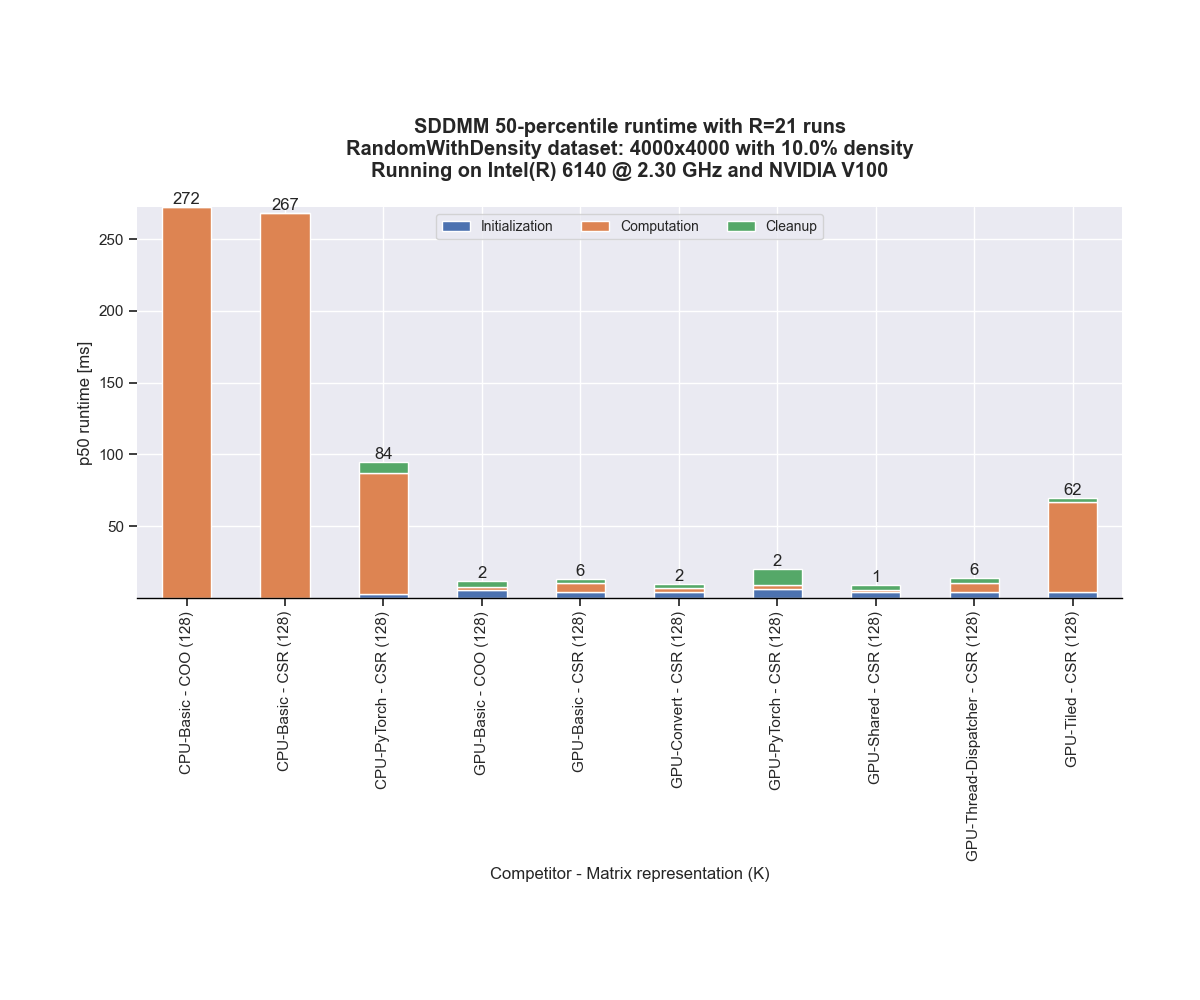 SDDMM 50-percentile runtime with R=21 runs
RandomWithDensity dataset: 4000x4000 with 10.0% density
Running on Intel(R) 6140 @ 2.30 GHz and NVIDIA V100
272
267
84
2
6
2
2
1
6
62
Initialization
Computation
Cleanup
250
200
150
100
50
p50 runtime [ms]
CPU-Basic - COO (128)
CPU-Basic - CSR (128)
CPU-PyTorch - CSR (128)
GPU-Basic - COO (128)
GPU-Basic - CSR (128)
GPU-Convert - CSR (128)
GPU-PyTorch - CSR (128)
GPU-Shared - CSR (128)
GPU-Thread-Dispatcher - CSR (128)
GPU-Tiled - CSR (128)
Competitor - Matrix representation (K)